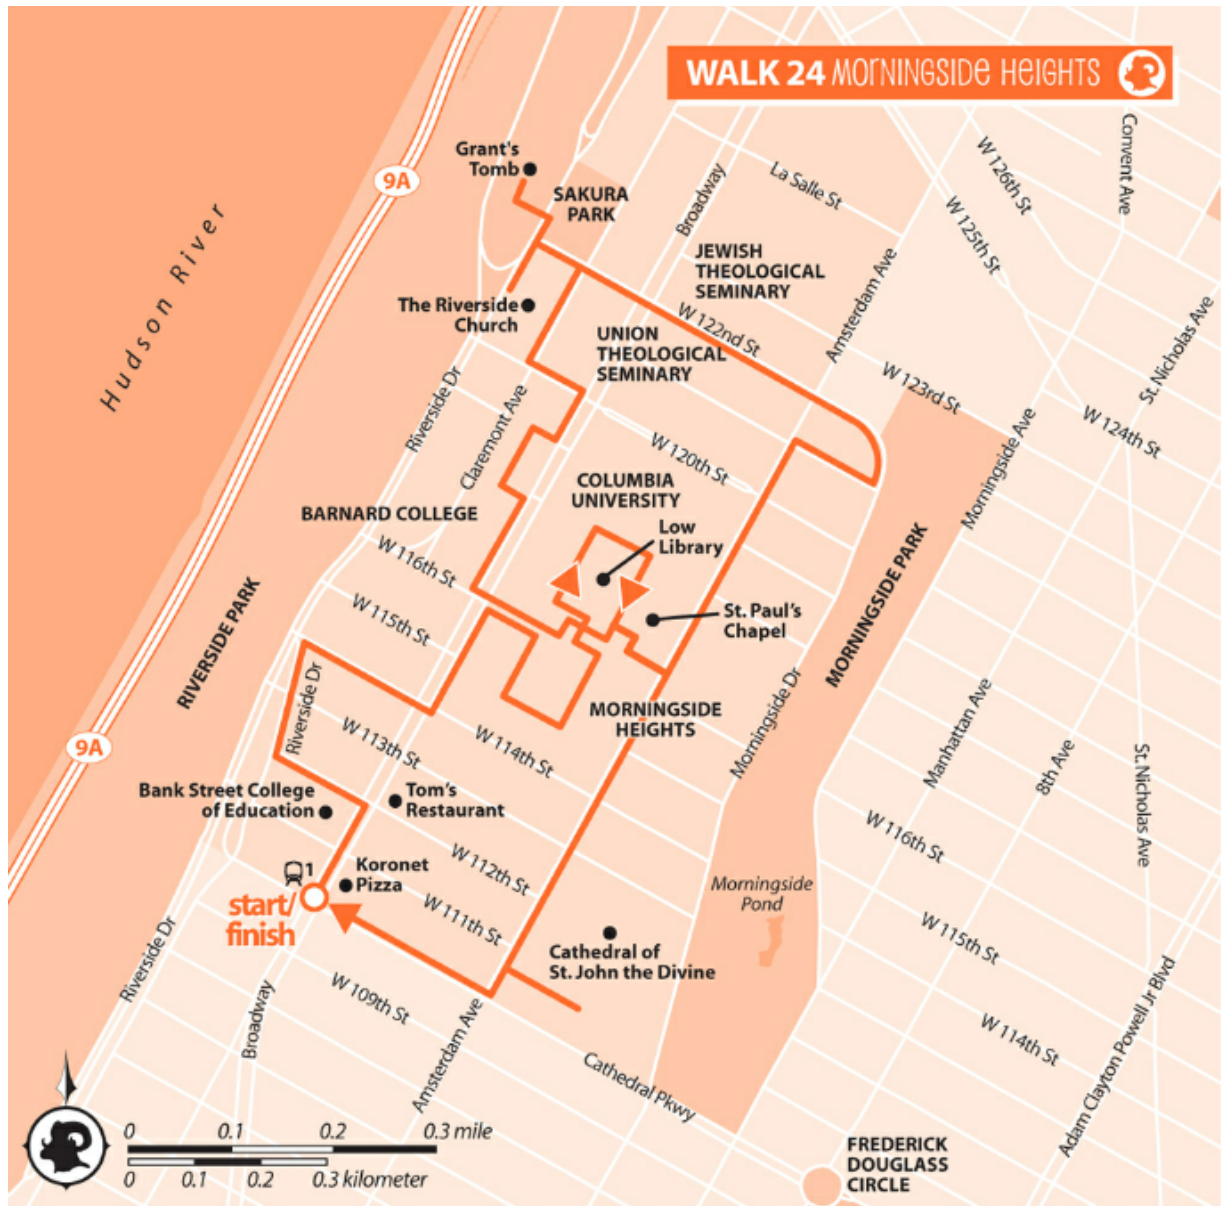 WALK 24 MORNINGSIDE HEIGHTS
Convent Ave
W 126th St
La Salle St
W 125th St
Broadway
9A
Grant's
Tomb
SAKURA
PARK
Hudson River
JEWISH
THEOLOGICAL
SEMINARY
Amsterdam Ave
St. Nicholas Ave
The Riverside
Church
W 122nd St
UNION
THEOLOGICAL
SEMINARY
W 123rd St
W 124th St
Riverside Dr
Claremont Ave
Morningside Ave
W 120th St
COLUMBIA
UNIVERSITY
BARNARD COLLEGE
Low
Library
W 116th St
W 115th St
St. Paul's
Chapel
MORNINGSIDE PARK
RIVERSIDE PARK
Riverside Dr
MORNINGSIDE
HEIGHTS
Morningside Dr
W 113th St
W 114th St
9A
Manhattan Ave
8th Ave
St. Nicholas Ave
Bank Street College
of Education
Tom's
Restaurant
W 116th St
1
Koronet
Pizza
W 112th St
W 111th St
start/
finish
Morningside
Pond
W 115th St
Cathedral of
St. John the Divine
Riverside Dr
Broadway
W 109th St
Amsterdam Ave
W 114th St
Adam Clayton Powell Jr Blvd
Cathedral Pkwy
0 0.1 0.2 0.3 mile
0 0.1 0.2 0.3 kilometer
FREDERICK
DOUGLASS
CIRCLE